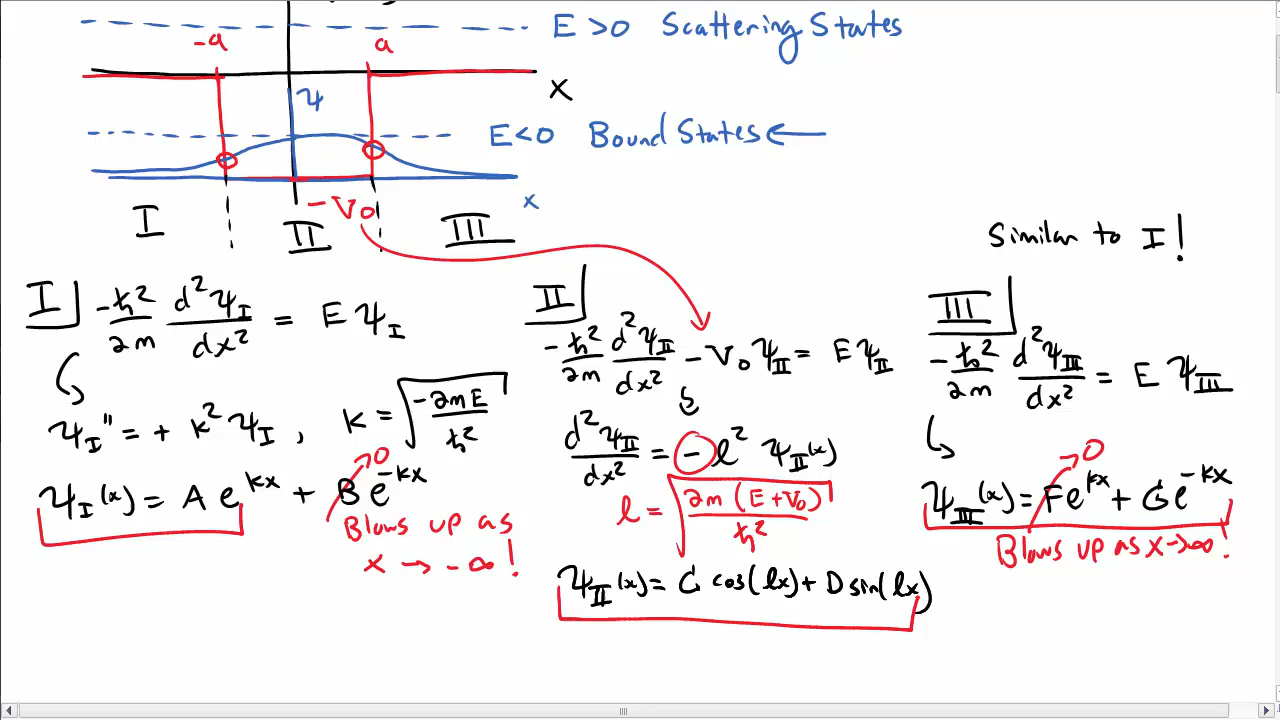 E > 0 Scattering States
-a
a
x
ψ
E < 0 Bound States ←
x
-V₀
I
II
III
Similar to I!
I
-ħ²/2m d²ψ_I/dx² = E ψ_I
ψ_I'' = + k² ψ_I , k = √(-2mE/ħ²)
ψ_I(x) = A e^{kx} + B e^{-kx}
0
Blows up as
x → -∞ !
II
-ħ²/2m d²ψ_II/dx² - V₀ ψ_II = E ψ_II
d²ψ_II/dx² = - l² ψ_II(x)
l = √(2m(E+V₀)/ħ²)
ψ_II(x) = C cos(lx) + D sin(lx)
III
-ħ²/2m d²ψ_III/dx² = E ψ_III
0
ψ_III(x) = F e^{kx} + G e^{-kx}
Blows up as x → ∞ !